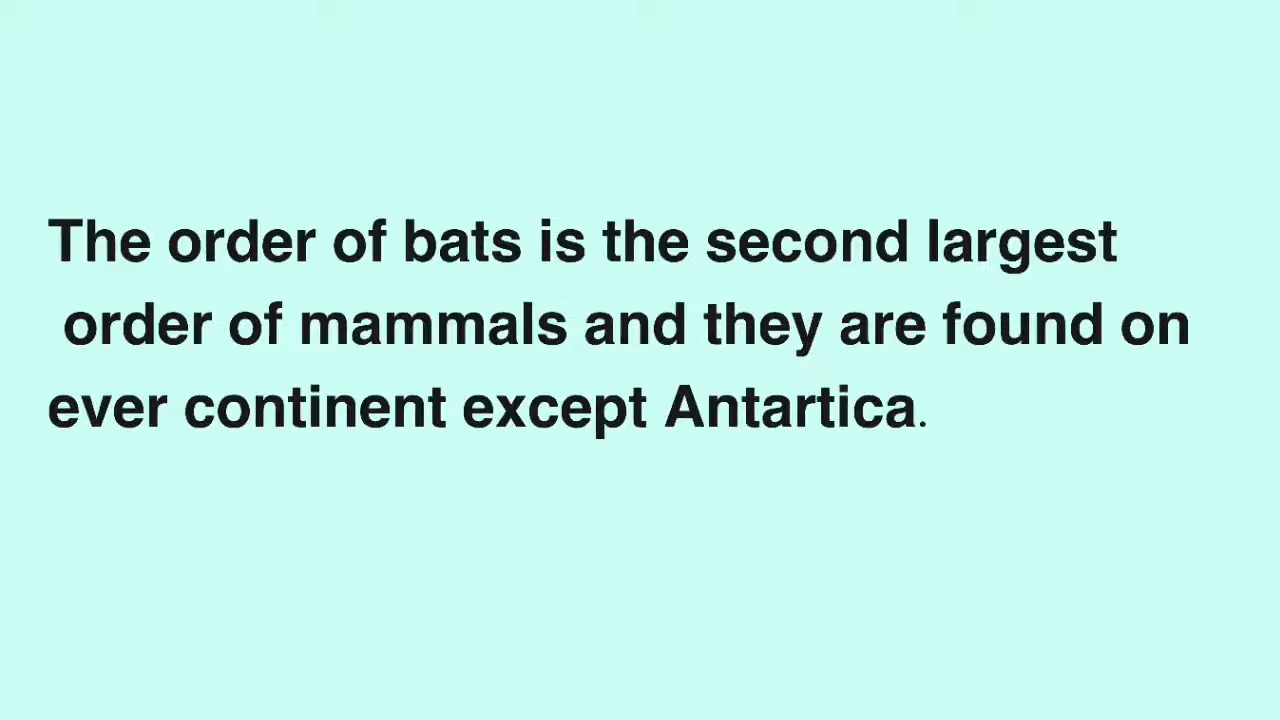 The order of bats is the second largest
order of mammals and they are found on
ever continent except Antartica.